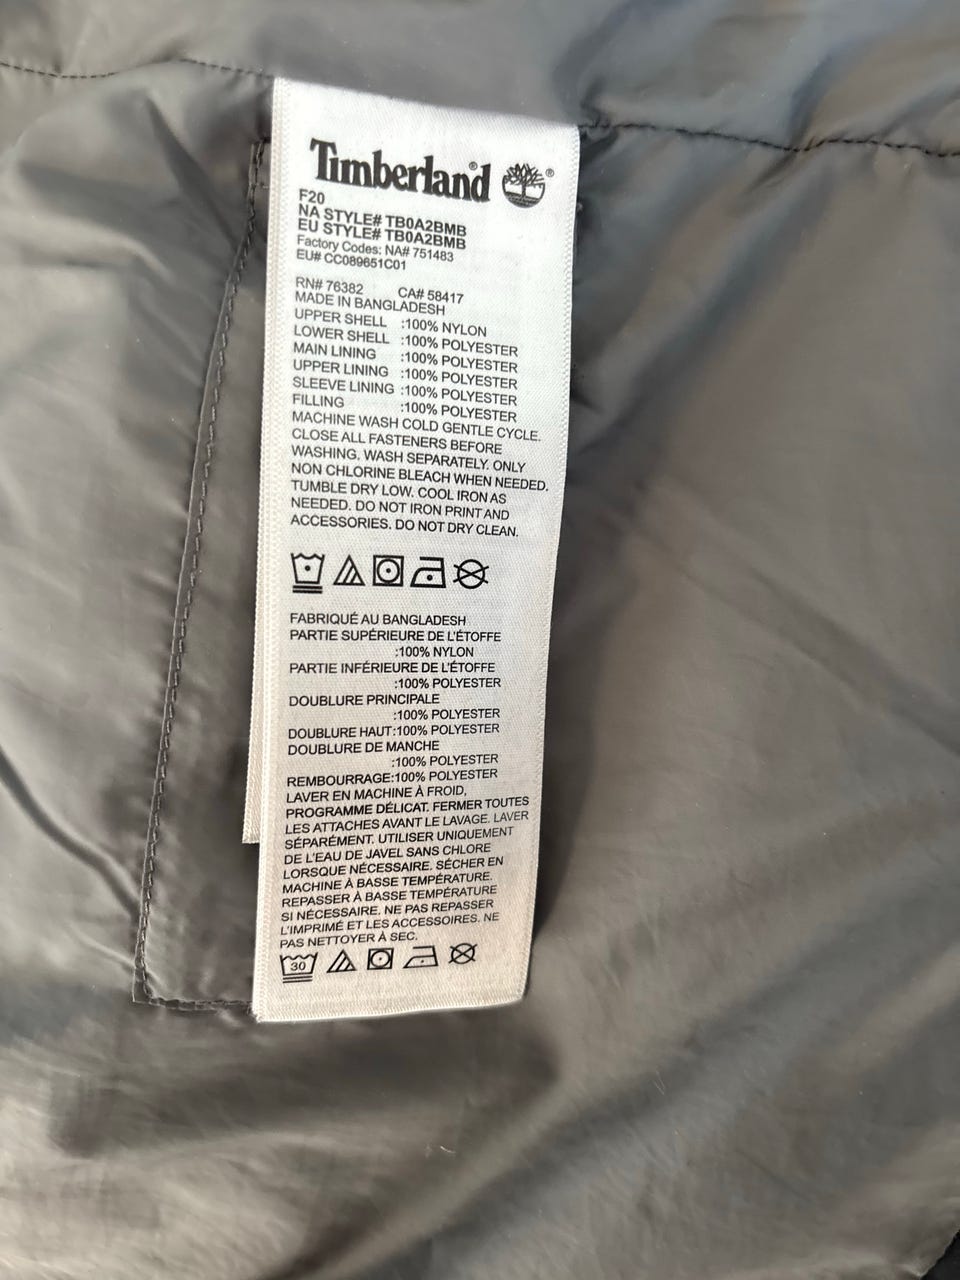 Timberland®®
F20
NA STYLE# TB0A2BMB
EU STYLE# TB0A2BMB
Factory Codes: NA# 751483
EU# CC089651C01
RN# 76382 CA# 58417
MADE IN BANGLADESH
UPPER SHELL :100% NYLON
LOWER SHELL :100% POLYESTER
MAIN LINING :100% POLYESTER
UPPER LINING :100% POLYESTER
SLEEVE LINING :100% POLYESTER
FILLING :100% POLYESTER
MACHINE WASH COLD GENTLE CYCLE.
CLOSE ALL FASTENERS BEFORE
WASHING. WASH SEPARATELY. ONLY
NON CHLORINE BLEACH WHEN NEEDED.
TUMBLE DRY LOW. COOL IRON AS
NEEDED. DO NOT IRON PRINT AND
ACCESSORIES. DO NOT DRY CLEAN.
FABRIQUÉ AU BANGLADESH
PARTIE SUPÉRIEURE DE L'ÉTOFFE
:100% NYLON
PARTIE INFÉRIEURE DE L'ÉTOFFE
:100% POLYESTER
DOUBLURE PRINCIPALE
:100% POLYESTER
DOUBLURE HAUT:100% POLYESTER
DOUBLURE DE MANCHE
:100% POLYESTER
REMBOURRAGE:100% POLYESTER
LAVER EN MACHINE À FROID,
PROGRAMME DÉLICAT. FERMER TOUTES
LES ATTACHES AVANT LE LAVAGE. LAVER
SÉPARÉMENT. UTILISER UNIQUEMENT
DE L'EAU DE JAVEL SANS CHLORE
LORSQUE NÉCESSAIRE. SÉCHER EN
MACHINE À BASSE TEMPÉRATURE.
REPASSER À BASSE TEMPÉRATURE
SI NÉCESSAIRE. NE PAS REPASSER
L'IMPRIMÉ ET LES ACCESSOIRES. NE
PAS NETTOYER À SEC.
30